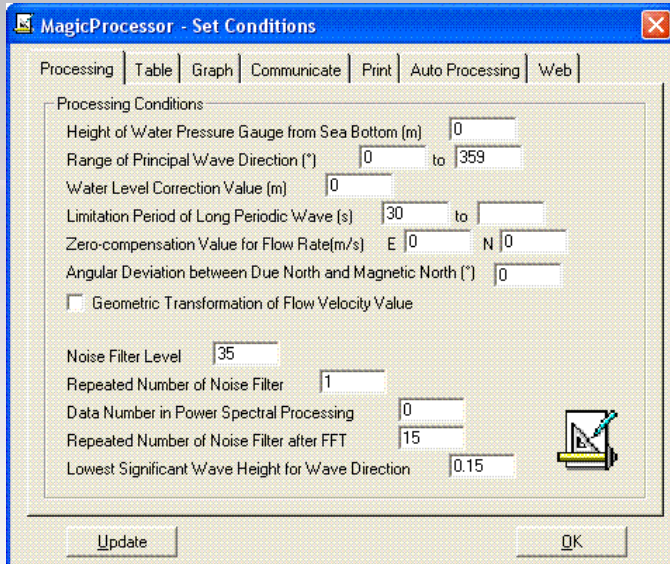 MagicProcessor - Set Conditions
Processing Table Graph Communicate Print Auto Processing Web
Processing Conditions
Height of Water Pressure Gauge from Sea Bottom (m) 0
Range of Principal Wave Direction (°) 0 to 359
Water Level Correction Value (m) 0
Limitation Period of Long Periodic Wave (s) 30 to
Zero-compensation Value for Flow Rate(m/s) E 0 N 0
Angular Deviation between Due North and Magnetic North (°) 0
Geometric Transformation of Flow Velocity Value
Noise Filter Level 35
Repeated Number of Noise Filter 1
Data Number in Power Spectral Processing 0
Repeated Number of Noise Filter after FFT 15
Lowest Significant Wave Height for Wave Direction 0.15
Update OK